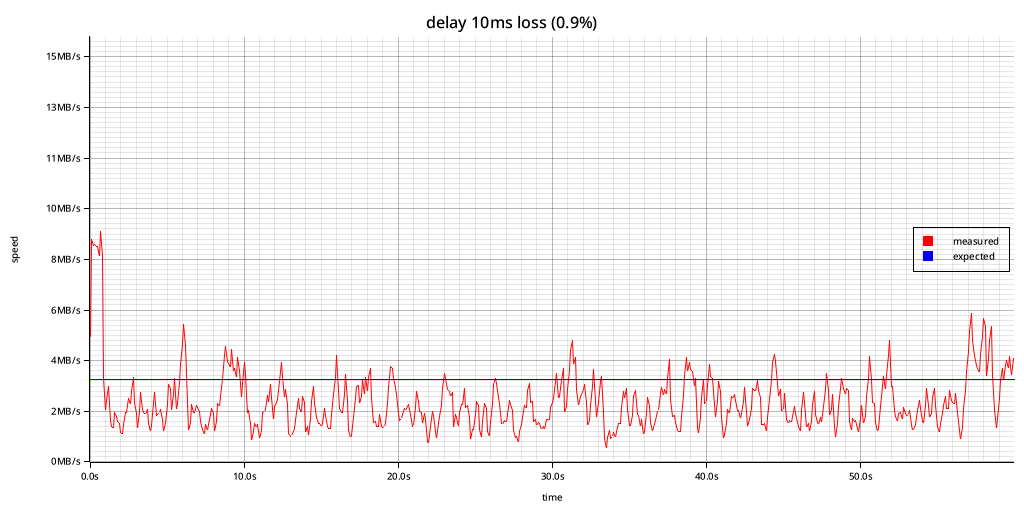 delay 10ms loss (0.9%)
15MB/s
13MB/s
11MB/s
10MB/s
8MB/s
6MB/s
4MB/s
2MB/s
0MB/s
speed
measured
expected
0.0s 10.0s 20.0s 30.0s 40.0s 50.0s
time